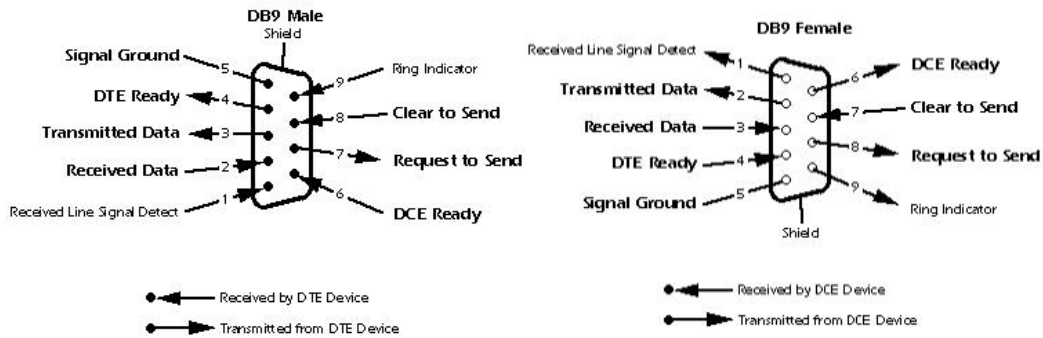 DB9 Male
Shield
Signal Ground
5
9
Ring Indicator
DTE Ready
4
8
Clear to Send
Transmitted Data
3
7
Request to Send
Received Data
2
6
DCE Ready
Received Line Signal Detect
1
Received by DTE Device
Transmitted from DTE Device
DB9 Female
Received Line Signal Detect
1
6
DCE Ready
Transmitted Data
2
7
Clear to Send
Received Data
3
8
Request to Send
DTE Ready
4
9
Ring Indicator
Signal Ground
5
Shield
Received by DCE Device
Transmitted from DCE Device